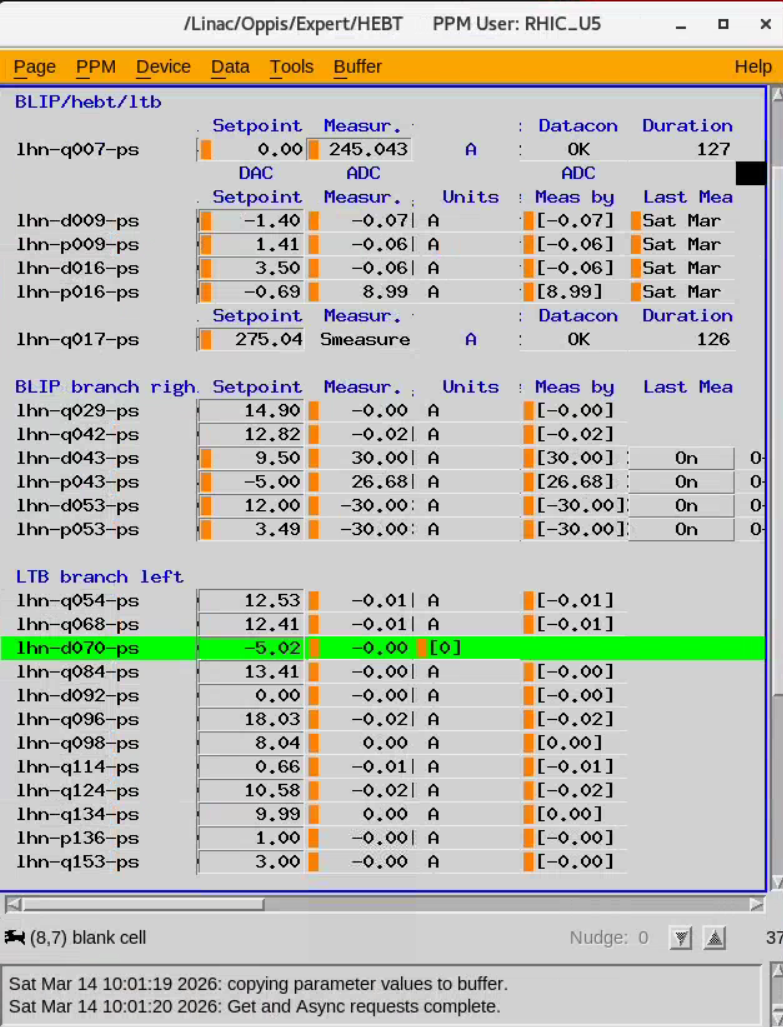 /Linac/Oppis/Expert/HEBT PPM User: RHIC_U5
Page PPM Device Data Tools Buffer Help
BLIP/hebt/ltb
Setpoint Measur. : Datacon Duration
lhn-q007-ps 0.00 245.043 A : OK 127
DAC ADC ADC
Setpoint Measur. Units Meas by Last Mea
lhn-d009-ps -1.40 -0.07| A [-0.07] Sat Mar
lhn-p009-ps 1.41 -0.06| A [-0.06] Sat Mar
lhn-d016-ps 3.50 -0.06| A [-0.06] Sat Mar
lhn-p016-ps -0.69 8.99 A [8.99] Sat Mar
Setpoint Measur. : Datacon Duration
lhn-q017-ps 275.04 Smeasure A : OK 126
BLIP branch righ Setpoint Measur. Units Meas by Last Mea
lhn-q029-ps 14.90 -0.00 A [-0.00]
lhn-q042-ps 12.82 -0.02| A [-0.02]
lhn-d043-ps 9.50 30.00| A [30.00] On 0-
lhn-p043-ps -5.00 26.68| A [26.68] On 0-
lhn-d053-ps 12.00 -30.00 A [-30.00] On 0-
lhn-p053-ps 3.49 -30.00 A [-30.00] On 0-
LTB branch left
lhn-q054-ps 12.53 -0.01| A [-0.01]
lhn-q068-ps 12.41 -0.01| A [-0.01]
lhn-d070-ps -5.02 -0.00 [0]
lhn-q084-ps 13.41 -0.00| A [-0.00]
lhn-d092-ps 0.00 -0.00| A [-0.00]
lhn-q096-ps 18.03 -0.02| A [-0.02]
lhn-q098-ps 8.04 0.00 A [0.00]
lhn-q114-ps 0.66 -0.01| A [-0.01]
lhn-q124-ps 10.58 -0.02| A [-0.02]
lhn-q134-ps 9.99 0.00 A [0.00]
lhn-p136-ps 1.00 -0.00| A [-0.00]
lhn-q153-ps 3.00 -0.00| A [-0.00]
(8,7) blank cell Nudge: 0 37
Sat Mar 14 10:01:19 2026: copying parameter values to buffer.
Sat Mar 14 10:01:20 2026: Get and Async requests complete.